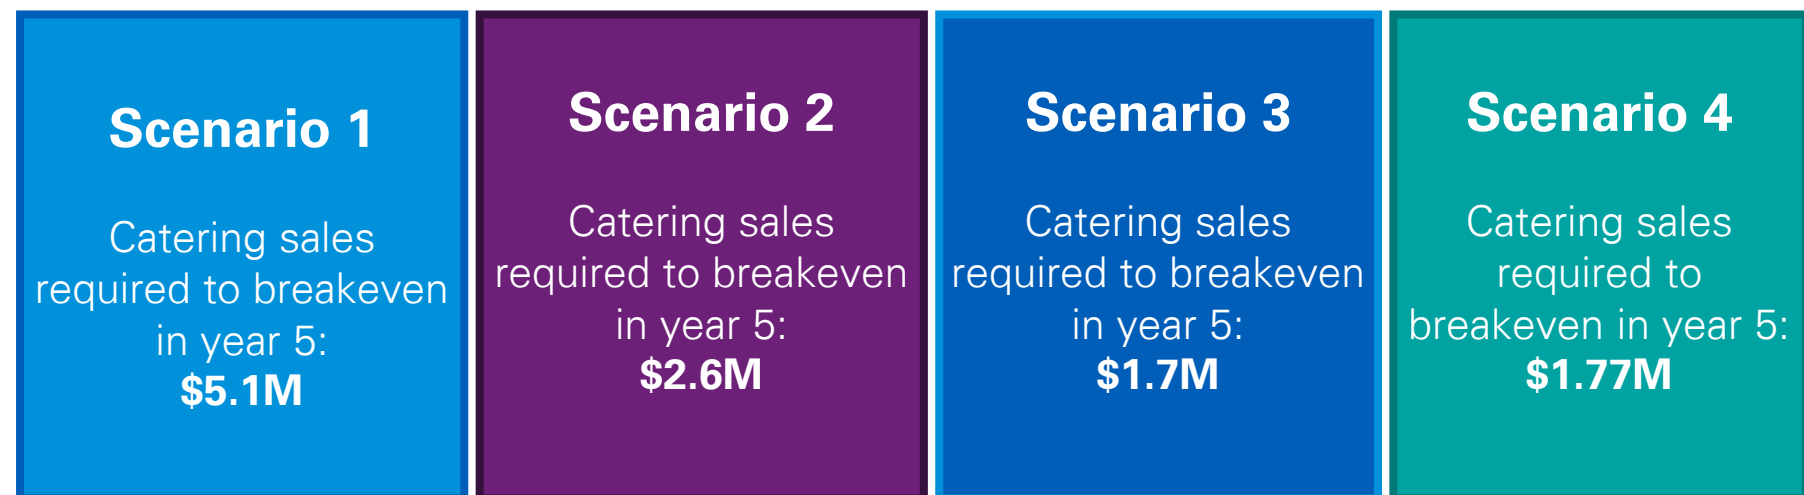 Scenario 1
Catering sales
required to breakeven
in year 5:
$5.1M
Scenario 2
Catering sales
required to breakeven
in year 5:
$2.6M
Scenario 3
Catering sales
required to breakeven
in year 5:
$1.7M
Scenario 4
Catering sales
required to
breakeven in year 5:
$1.77M